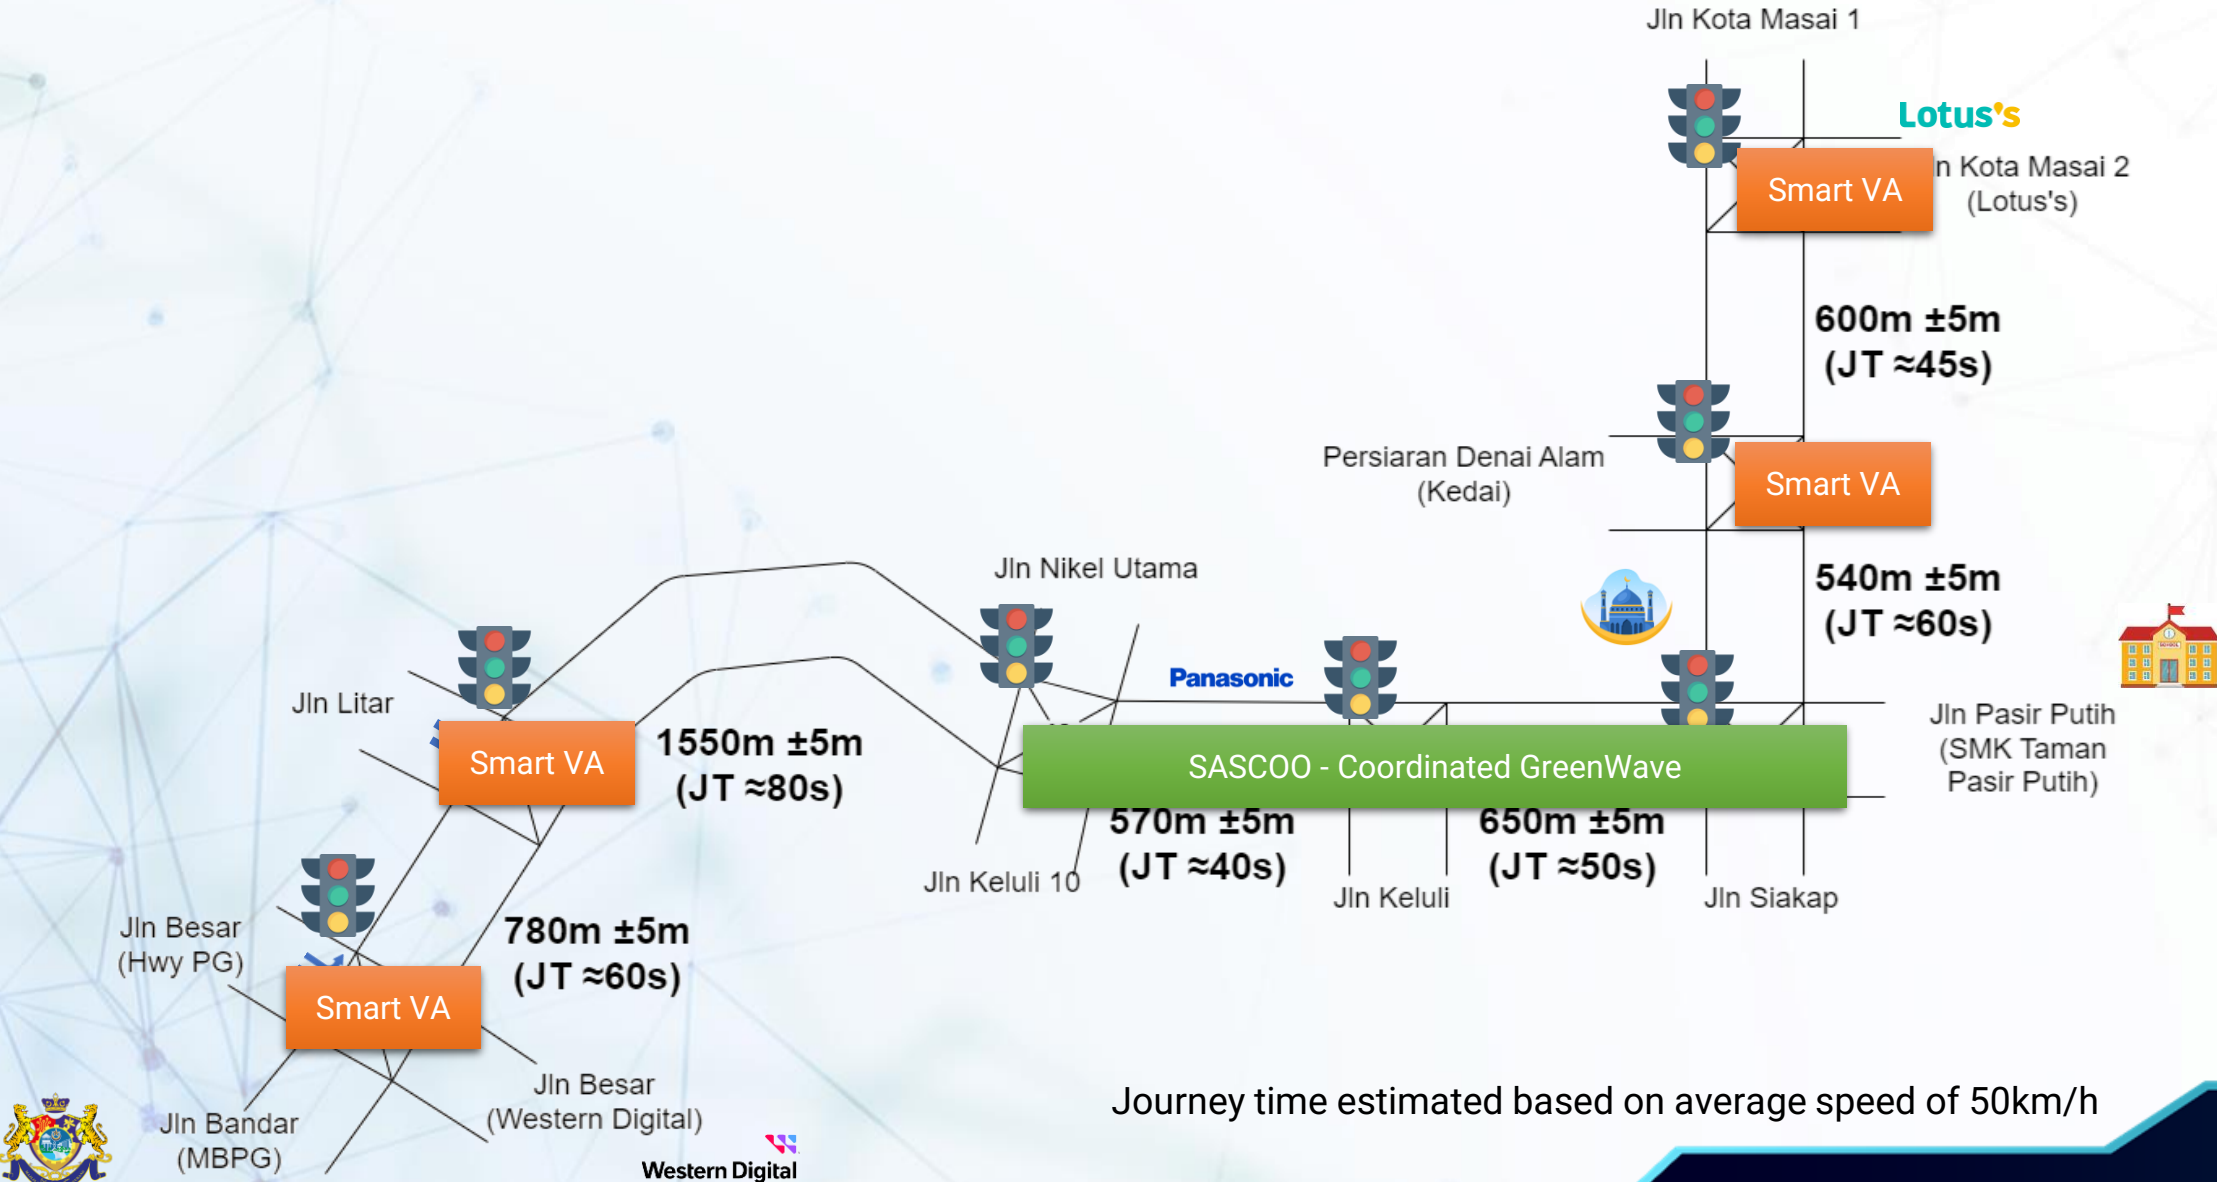 Jln Kota Masai 1
Lotus's
Smart VA
ln Kota Masai 2
(Lotus's)
600m ±5m
(JT ≈45s)
Persiaran Denai Alam
(Kedai)
Smart VA
540m ±5m
(JT ≈60s)
Jln Nikel Utama
Panasonic
Jln Litar
Smart VA
1550m ±5m
(JT ≈80s)
SASCOO - Coordinated GreenWave
Jln Pasir Putih
(SMK Taman
Pasir Putih)
570m ±5m
(JT ≈40s)
650m ±5m
(JT ≈50s)
Jln Keluli 10
Jln Keluli
Jln Siakap
Jln Besar
(Hwy PG)
780m ±5m
(JT ≈60s)
Smart VA
Jln Besar
(Western Digital)
Jln Bandar
(MBPG)
Western Digital
Journey time estimated based on average speed of 50km/h